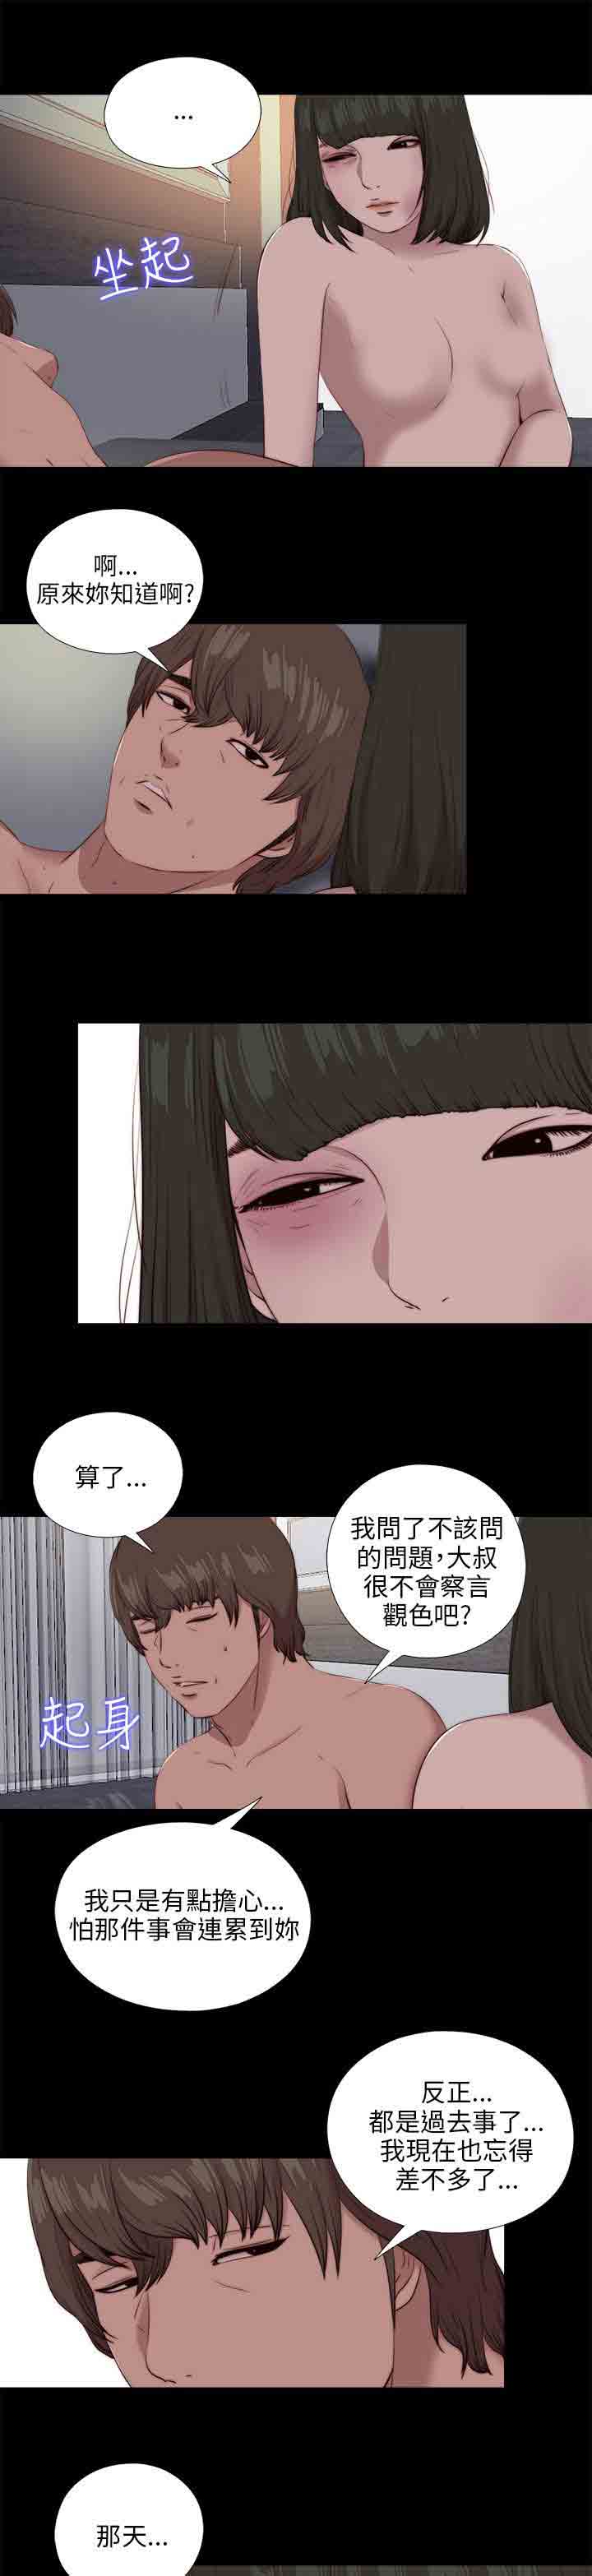 ...
坐起
啊...
原來妳知道啊?
算了...
我問了不該問
的問題,大叔
很不會察言
觀色吧?
起身
我只是有點擔心...
怕那件事會連累到妳
反正...
都是過去事了...
我現在也忘得
差不多了...
那天...